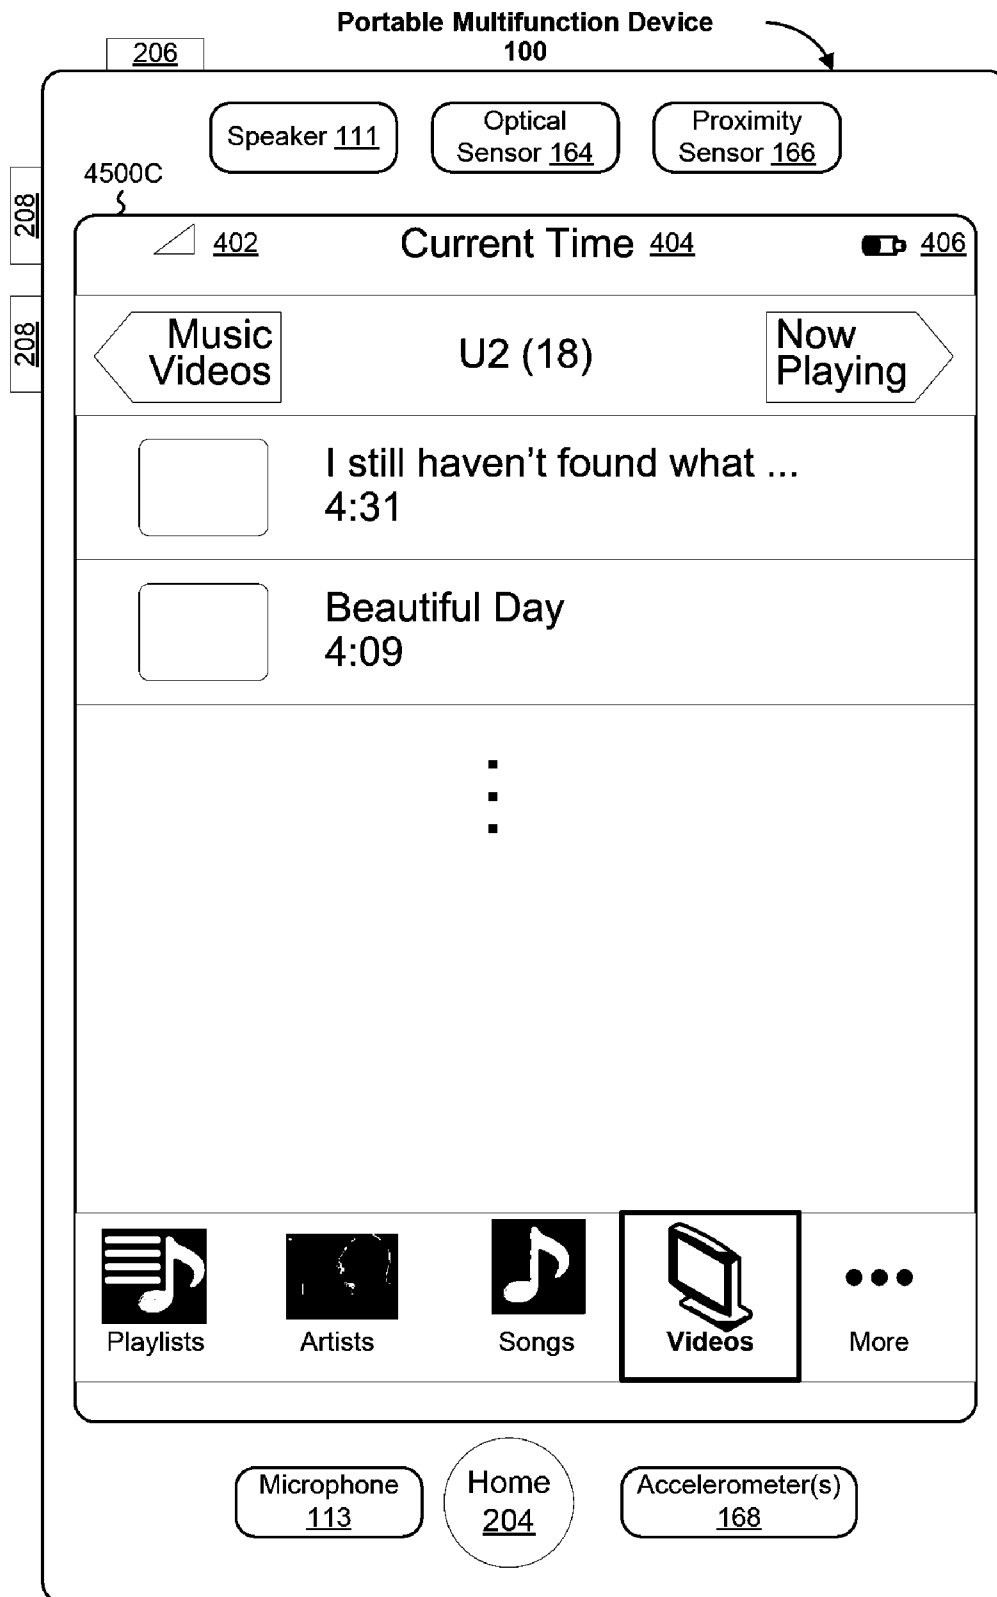 Portable Multifunction Device
100
206
Speaker 111
Optical
Sensor 164
Proximity
Sensor 166
4500C
208
208
402
Current Time 404
406
Music
Videos
U2 (18)
Now
Playing
I still haven't found what ...
4:31
Beautiful Day
4:09
Playlists
Artists
Songs
Videos
More
Microphone
113
Home
204
Accelerometer(s)
168